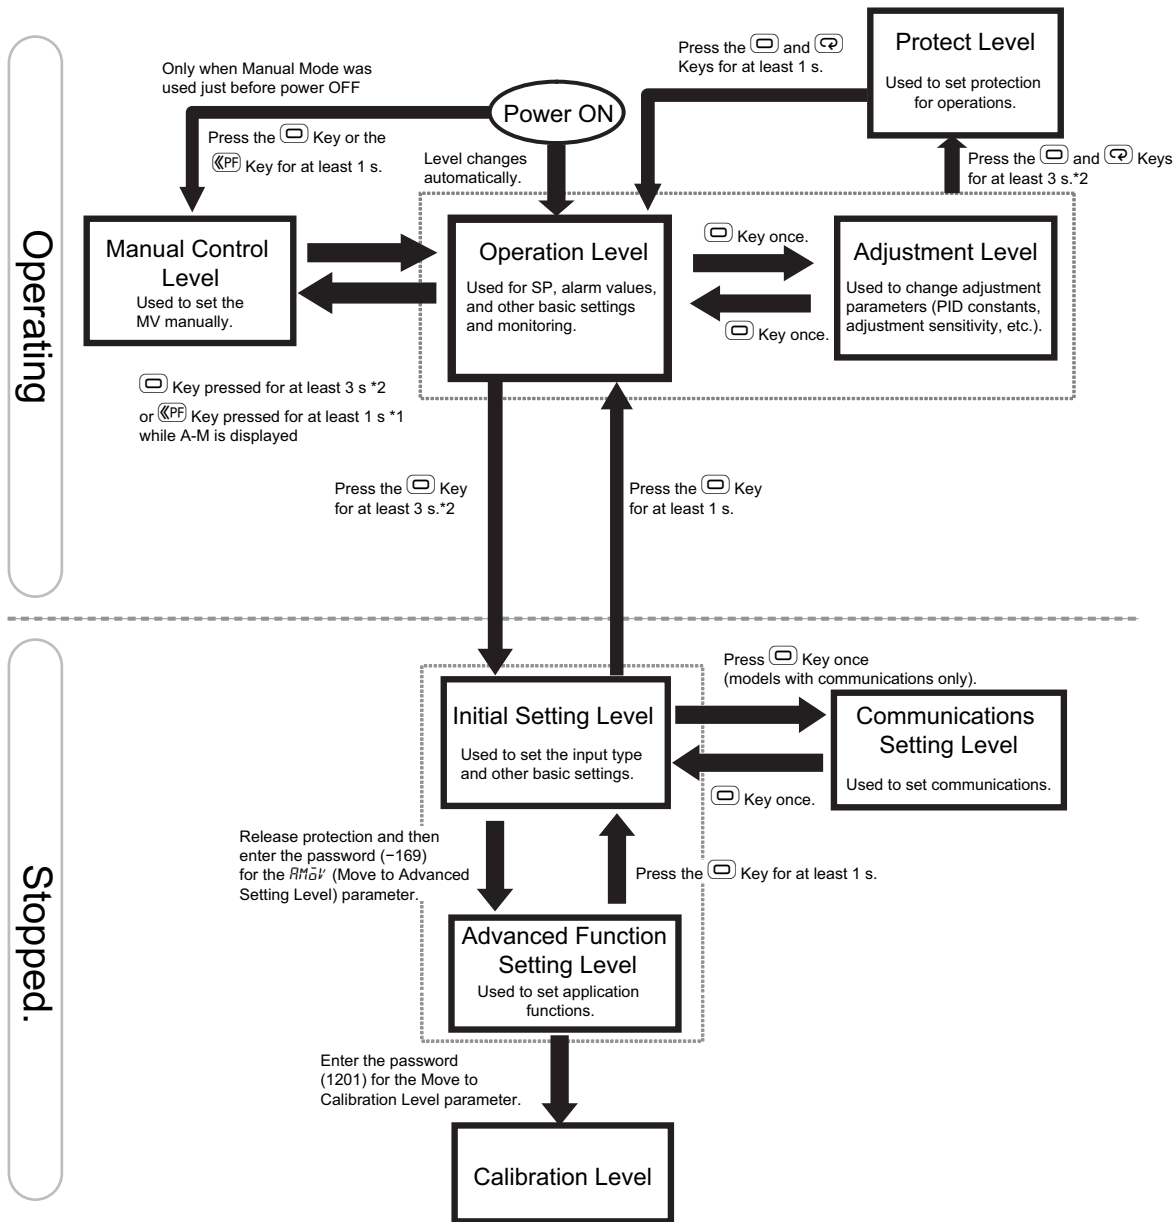 Operating
Only when Manual Mode was
used just before power OFF
Power ON
Press the and
Keys for at least 1 s.
Protect Level
Used to set protection
for operations.
Press the Key or the
PF Key for at least 1 s.
Level changes
automatically.
Press the and Keys
for at least 3 s.*2
Manual Control
Level
Used to set the
MV manually.
Operation Level
Used for SP, alarm values,
and other basic settings
and monitoring.
Key once.
Key once.
Adjustment Level
Used to change adjustment
parameters (PID constants,
adjustment sensitivity, etc.).
Key pressed for at least 3 s *2
or PF Key pressed for at least 1 s *1
while A-M is displayed
Press the Key
for at least 3 s.*2
Press the Key
for at least 1 s.
Stopped.
Initial Setting Level
Used to set the input type
and other basic settings.
Press Key once
(models with communications only).
Key once.
Communications
Setting Level
Used to set communications.
Release protection and then
enter the password (−169)
for the AMoV (Move to Advanced
Setting Level) parameter.
Press the Key for at least 1 s.
Advanced Function
Setting Level
Used to set application
functions.
Enter the password
(1201) for the Move to
Calibration Level parameter.
Calibration Level